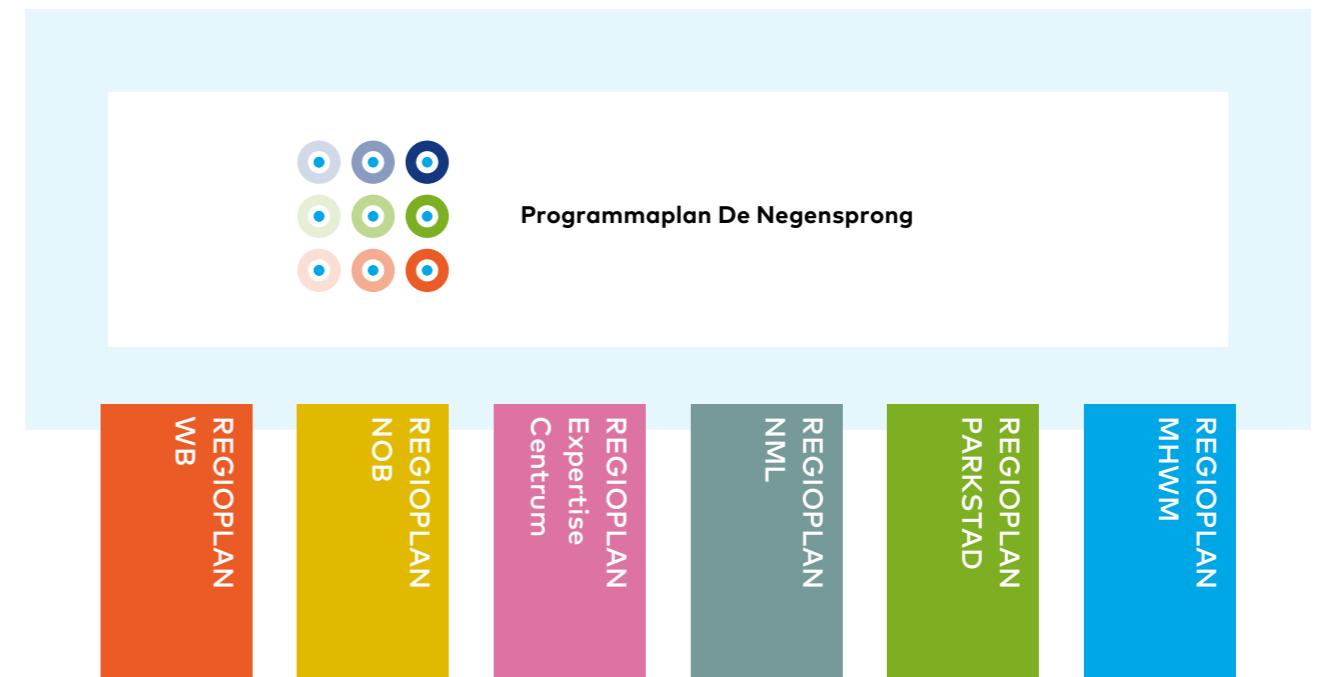 Programmaplan De Negensprong
REGIOPLAN
WB
REGIOPLAN
NOB
REGIOPLAN
Expertise
Centrum
REGIOPLAN
NML
REGIOPLAN
PARKSTAD
REGIOPLAN
MHWM